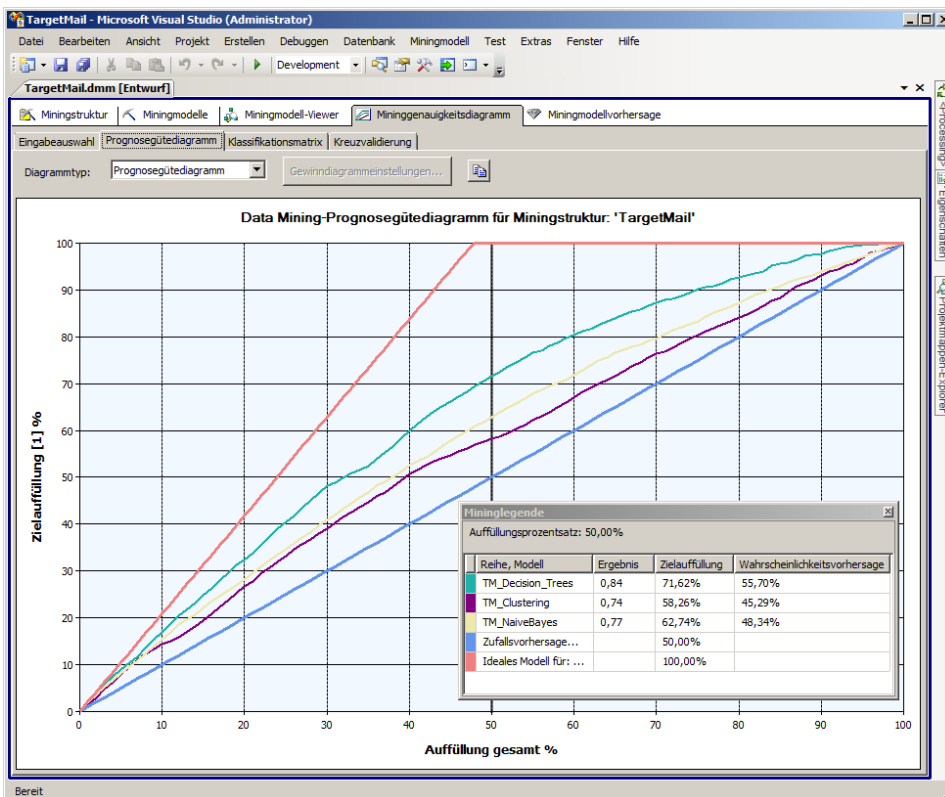 TargetMail - Microsoft Visual Studio (Administrator)
Datei Bearbeiten Ansicht Projekt Erstellen Debuggen Datenbank Miningmodell Test Extras Fenster Hilfe
Development
TargetMail.dmm [Entwurf]
Miningstruktur Miningmodelle Miningmodell-Viewer Mininggenauigkeitsdiagramm Miningmodellvorhersage
Eingabeauswahl Prognosegütediagramm Klassifikationsmatrix Kreuzvalidierung
Diagrammtyp: Prognosegütediagramm Gewinndiagrammeinstellungen...
Data Mining-Prognosegütediagramm für Miningstruktur: 'TargetMail'
Zielauffüllung [1] %
100
90
80
70
60
50
40
30
20
10
0
0 10 20 30 40 50 60 70 80 90 100
Auffüllung gesamt %
Mininglegende
Auffüllungsprozentsatz: 50,00%
Reihe, Modell Ergebnis Zielauffüllung Wahrscheinlichkeitsvorhersage
TM_Decision_Trees 0,84 71,62% 55,70%
TM_Clustering 0,74 58,26% 45,29%
TM_NaiveBayes 0,77 62,74% 48,34%
Zufallsvorhersage... 50,00%
Ideales Modell für: ... 100,00%
<Processing>
Eigenschaften
Projektmappen-Explorer
Bereit